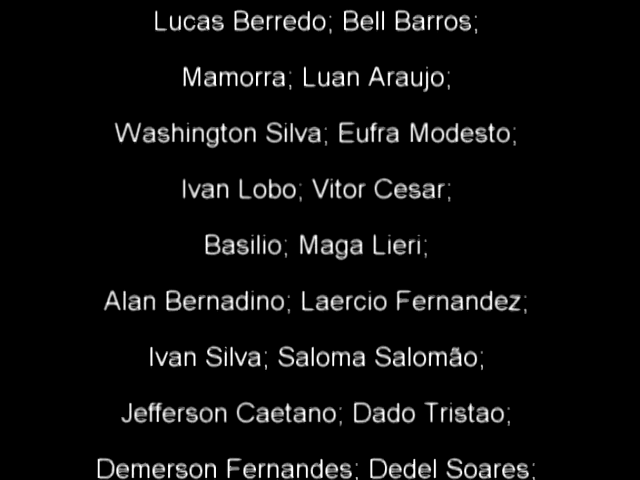 Lucas Berredo; Bell Barros;
Mamorra; Luan Araujo;
Washington Silva; Eufra Modesto;
Ivan Lobo; Vitor Cesar;
Basilio; Maga Lieri;
Alan Bernadino; Laercio Fernandez;
Ivan Silva; Saloma Salomão;
Jefferson Caetano; Dado Tristao;
Demerson Fernandes; Dedel Soares;